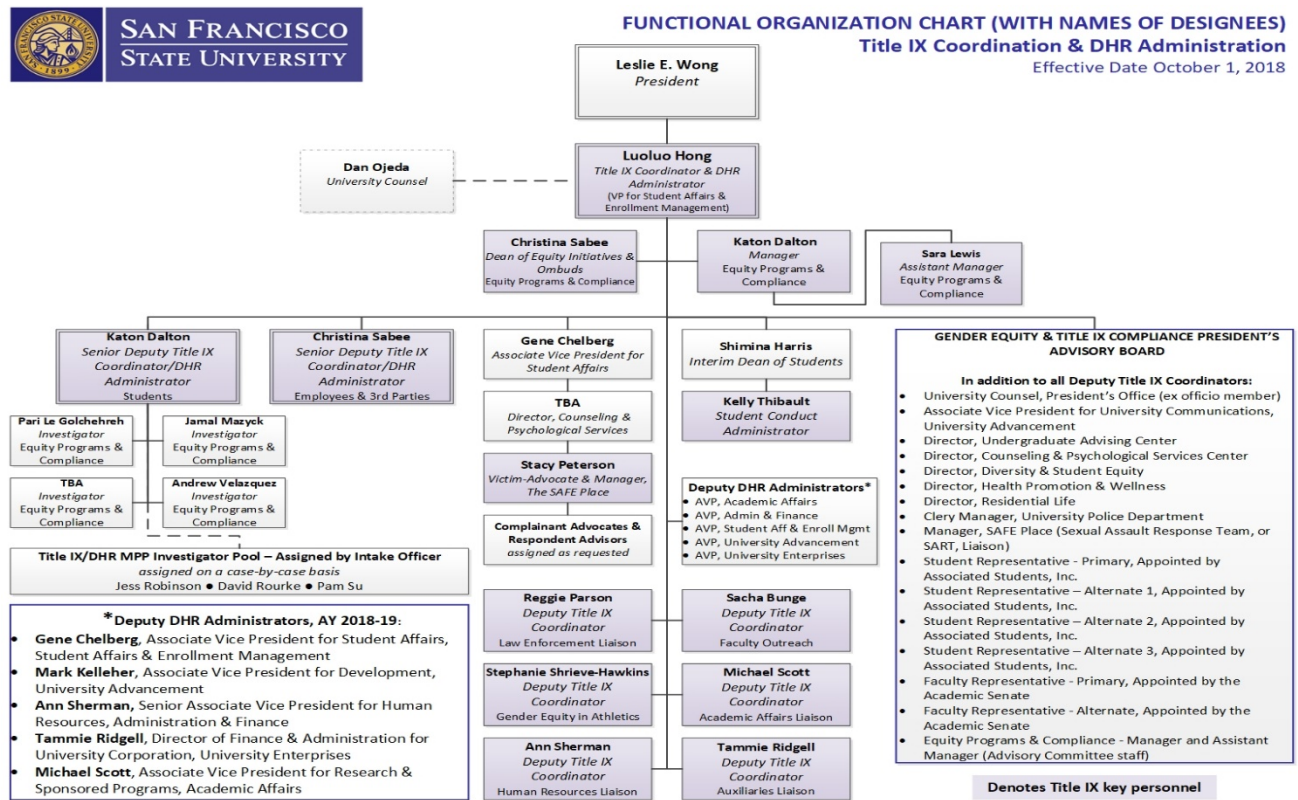 SAN FRANCISCO
STATE UNIVERSITY
SAN FRANCISCO STATE UNIVERSITY
1899
FUNCTIONAL ORGANIZATION CHART (WITH NAMES OF DESIGNEES)
Title IX Coordination & DHR Administration
Effective Date October 1, 2018
Leslie E. Wong
President
Dan Ojeda
University Counsel
Luoluo Hong
Title IX Coordinator & DHR
Administrator
(VP for Student Affairs &
Enrollment Management)
Christina Sabee
Dean of Equity Initiatives &
Ombuds
Equity Programs & Compliance
Katon Dalton
Manager
Equity Programs &
Compliance
Sara Lewis
Assistant Manager
Equity Programs &
Compliance
Katon Dalton
Senior Deputy Title IX
Coordinator/DHR
Administrator
Students
Christina Sabee
Senior Deputy Title IX
Coordinator/DHR
Administrator
Employees & 3rd Parties
Pari Le Golchehreh
Investigator
Equity Programs &
Compliance
Jamal Mazyck
Investigator
Equity Programs &
Compliance
TBA
Investigator
Equity Programs &
Compliance
Andrew Velazquez
Investigator
Equity Programs &
Compliance
Title IX/DHR MPP Investigator Pool – Assigned by Intake Officer
assigned on a case-by-case basis
Jess Robinson ● David Rourke ● Pam Su
*Deputy DHR Administrators, AY 2018-19:
• Gene Chelberg, Associate Vice President for Student Affairs,
Student Affairs & Enrollment Management
• Mark Kelleher, Associate Vice President for Development,
University Advancement
• Ann Sherman, Senior Associate Vice President for Human
Resources, Administration & Finance
• Tammie Ridgell, Director of Finance & Administration for
University Corporation, University Enterprises
• Michael Scott, Associate Vice President for Research &
Sponsored Programs, Academic Affairs
Gene Chelberg
Associate Vice President for
Student Affairs
TBA
Director, Counseling &
Psychological Services
Stacy Peterson
Victim-Advocate & Manager,
The SAFE Place
Complainant Advocates &
Respondent Advisors
assigned as requested
Shimina Harris
Interim Dean of Students
Kelly Thibault
Student Conduct
Administrator
Deputy DHR Administrators*
• AVP, Academic Affairs
• AVP, Admin & Finance
• AVP, Student Aff & Enroll Mgmt
• AVP, University Advancement
• AVP, University Enterprises
Reggie Parson
Deputy Title IX
Coordinator
Law Enforcement Liaison
Sacha Bunge
Deputy Title IX
Coordinator
Faculty Outreach
Stephanie Shrieve-Hawkins
Deputy Title IX
Coordinator
Gender Equity in Athletics
Michael Scott
Deputy Title IX
Coordinator
Academic Affairs Liaison
Ann Sherman
Deputy Title IX
Coordinator
Human Resources Liaison
Tammie Ridgell
Deputy Title IX
Coordinator
Auxiliaries Liaison
GENDER EQUITY & TITLE IX COMPLIANCE PRESIDENT'S
ADVISORY BOARD
In addition to all Deputy Title IX Coordinators:
• University Counsel, President's Office (ex officio member)
• Associate Vice President for University Communications,
University Advancement
• Director, Undergraduate Advising Center
• Director, Counseling & Psychological Services Center
• Director, Diversity & Student Equity
• Director, Health Promotion & Wellness
• Director, Residential Life
• Clery Manager, University Police Department
• Manager, SAFE Place (Sexual Assault Response Team, or
SART, Liaison)
• Student Representative - Primary, Appointed by
Associated Students, Inc.
• Student Representative – Alternate 1, Appointed by
Associated Students, Inc.
• Student Representative – Alternate 2, Appointed by
Associated Students, Inc.
• Student Representative – Alternate 3, Appointed by
Associated Students, Inc.
• Faculty Representative - Primary, Appointed by the
Academic Senate
• Faculty Representative - Alternate, Appointed by the
Academic Senate
• Equity Programs & Compliance - Manager and Assistant
Manager (Advisory Committee staff)
Denotes Title IX key personnel